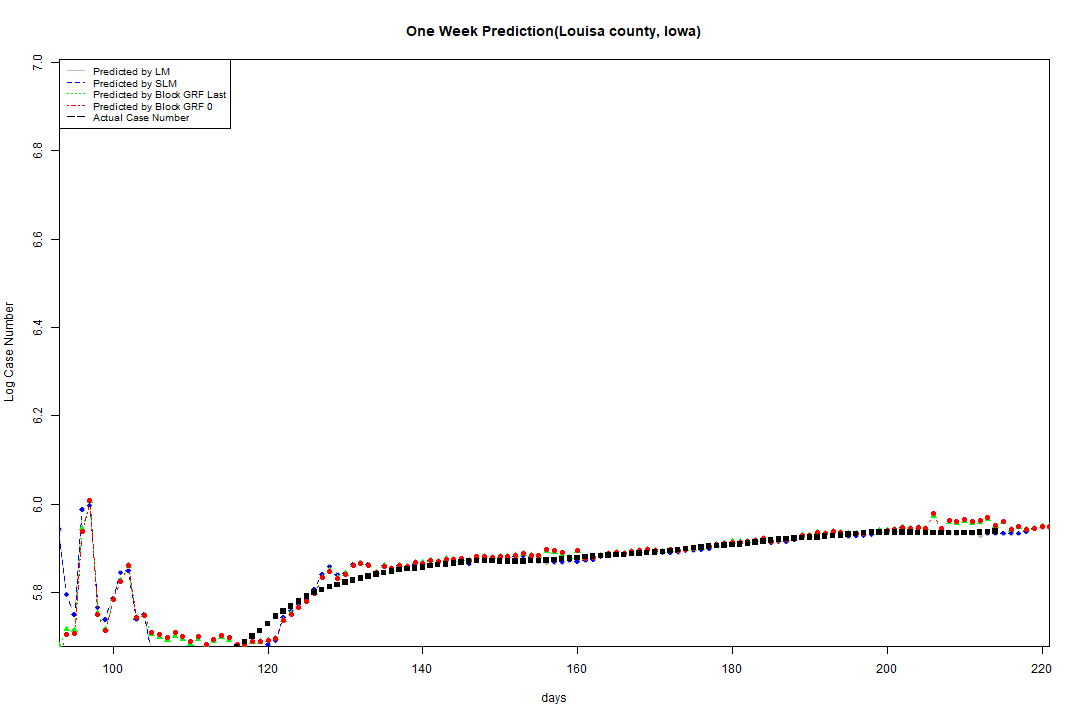 One Week Prediction(Louisa county, Iowa)
Predicted by LM
Predicted by SLM
Predicted by Block GRF Last
Predicted by Block GRF 0
Actual Case Number
7.0
6.8
6.6
6.4
6.2
6.0
5.8
Log Case Number
100 120 140 160 180 200 220
days